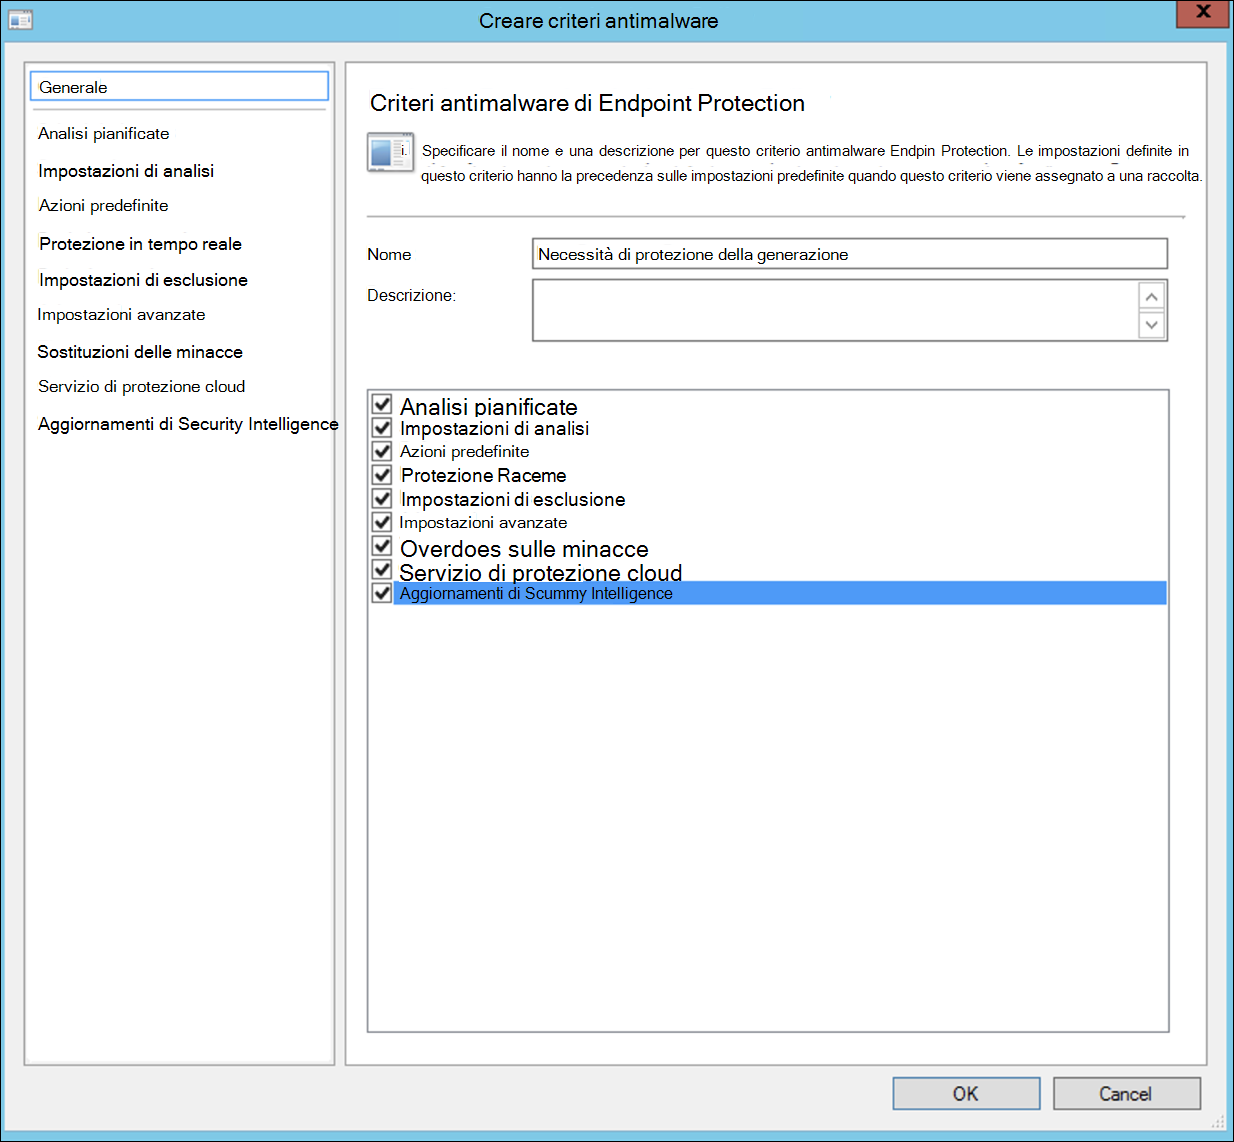 Creare criteri antimalware
X
Generale
Analisi pianificate
Impostazioni di analisi
Azioni predefinite
Protezione in tempo reale
Impostazioni di esclusione
Impostazioni avanzate
Sostituzioni delle minacce
Servizio di protezione cloud
Aggiornamenti di Security Intelligence
Criteri antimalware di Endpoint Protection
Specificare il nome e una descrizione per questo criterio antimalware Endpin Protection. Le impostazioni definite in
questo criterio hanno la precedenza sulle impostazioni predefinite quando questo criterio viene assegnato a una raccolta.
Nome
Necessità di protezione della generazione
Descrizione:
Analisi pianificate
Impostazioni di analisi
Azioni predefinite
Protezione Raceme
Impostazioni di esclusione
Impostazioni avanzate
Overdoes sulle minacce
Servizio di protezione cloud
Aggiornamenti di Scummy Intelligence
OK
Cancel